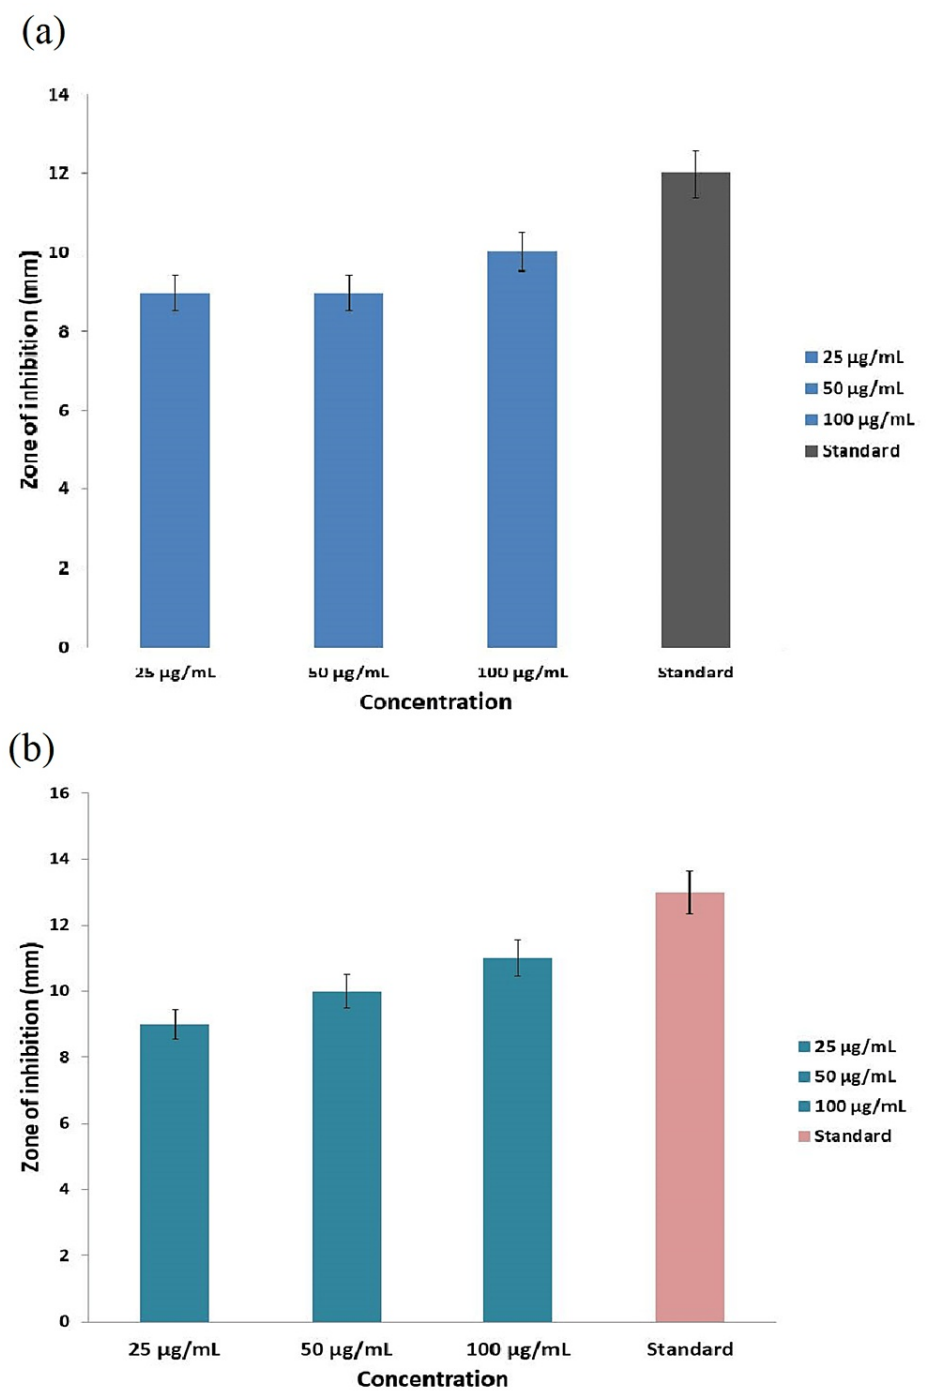 (a)
14
12
10
8
6
4
2
0
Zone of inhibition (mm)
25 µg/mL
50 µg/mL
100 µg/mL
Standard
25 µg/mL 50 µg/mL 100 µg/mL Standard
Concentration
(b)
16
14
12
10
8
6
4
2
0
Zone of inhibition (mm)
25 µg/mL
50 µg/mL
100 µg/mL
Standard
25 µg/mL 50 µg/mL 100 µg/mL Standard
Concentration